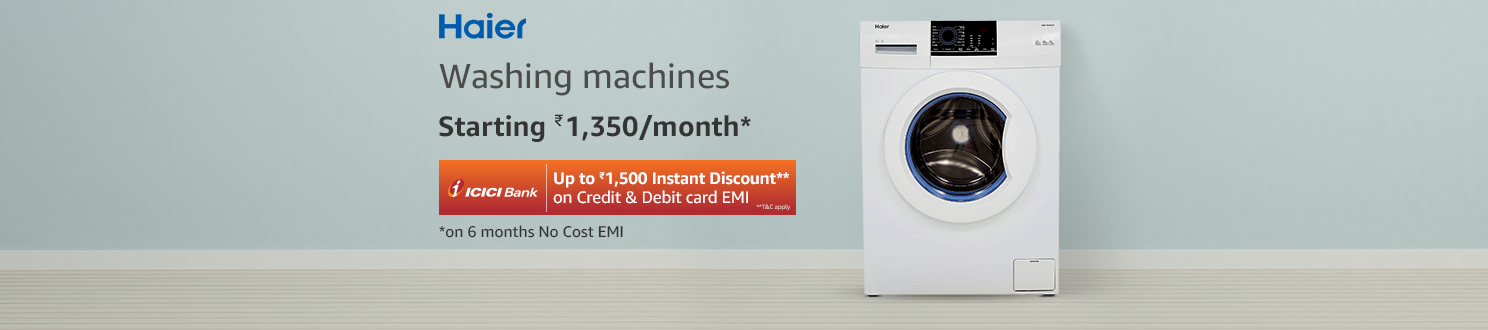 Haier
Washing machines
Starting ₹1,350/month*
ICICI Bank
Up to ₹1,500 Instant Discount**
on Credit & Debit card EMI
**T&C apply
*on 6 months No Cost EMI
Haier